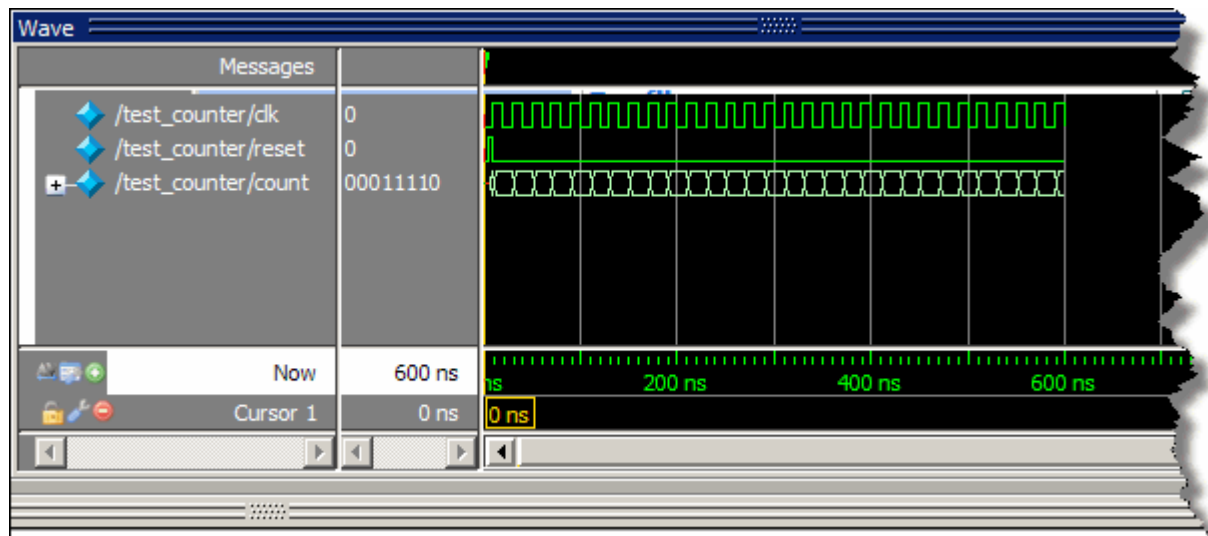 Wave
Messages
/test_counter/clk 0
/test_counter/reset 0
/test_counter/count 00011110
Now 600 ns ns 200 ns 400 ns 600 ns
Cursor 1 0 ns 0 ns